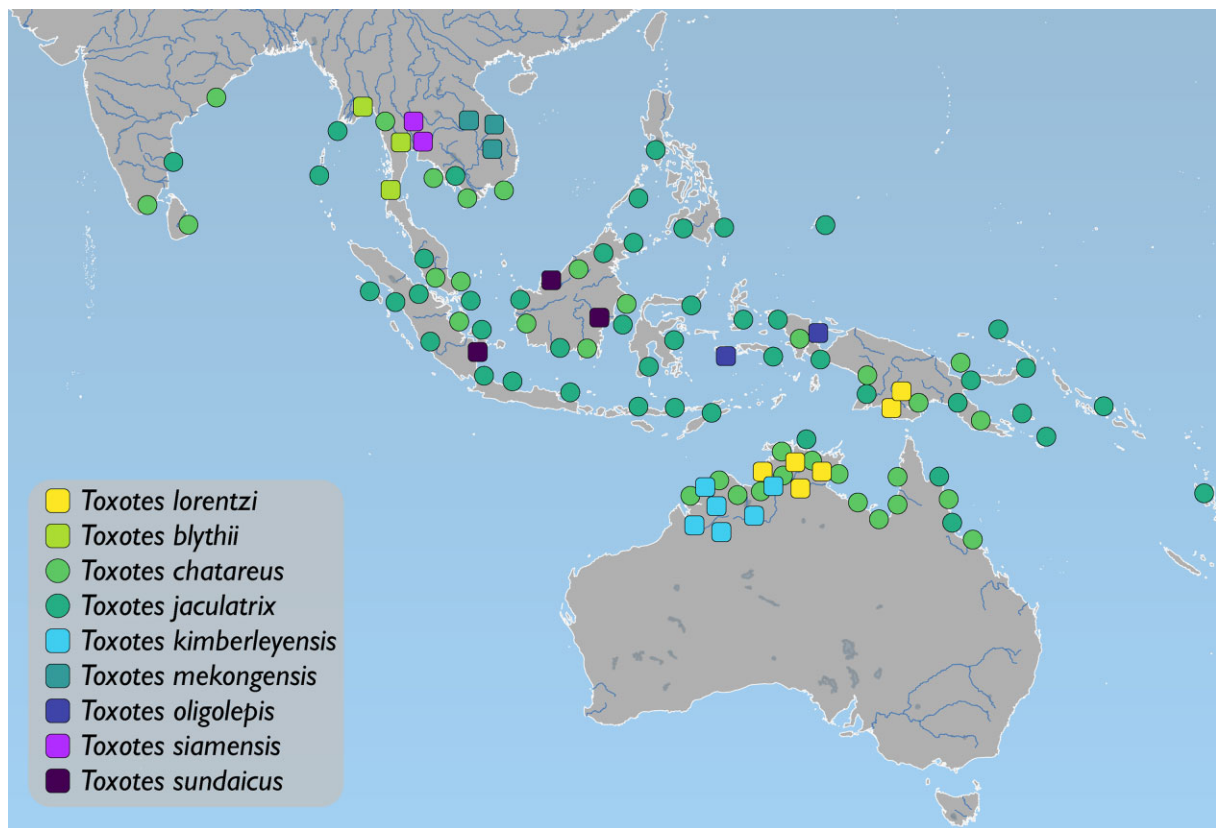 Toxotes lorentzi
Toxotes blythii
Toxotes chatareus
Toxotes jaculatrix
Toxotes kimberleyensis
Toxotes mekongensis
Toxotes oligolepis
Toxotes siamensis
Toxotes sundaicus